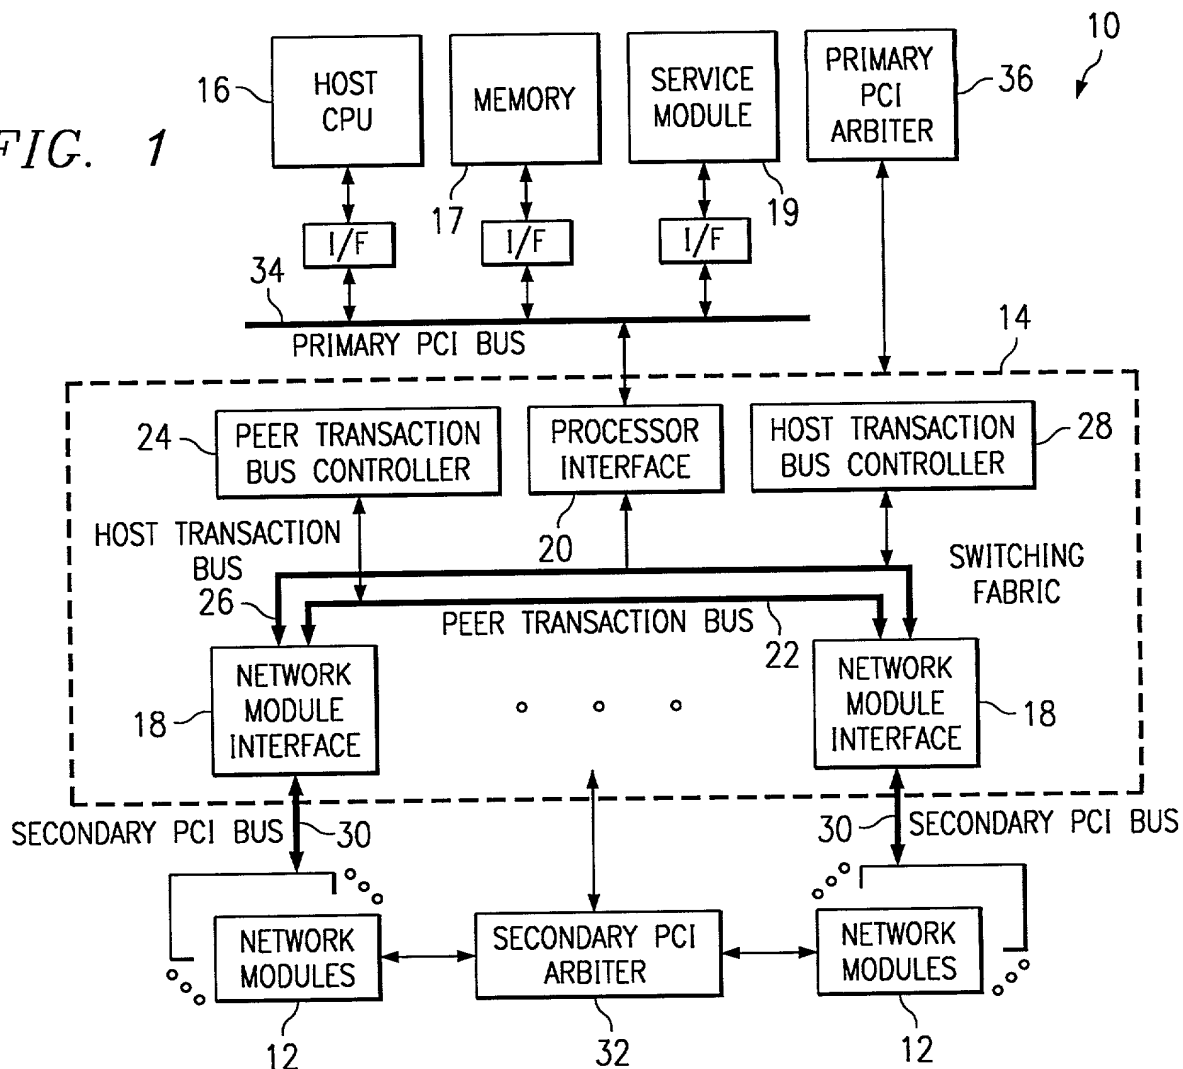 FIG. 1
10
16
HOST
CPU
MEMORY
17
SERVICE
MODULE
19
PRIMARY
PCI
ARBITER
36
I/F
I/F
I/F
34
PRIMARY PCI BUS
14
24
PEER TRANSACTION
BUS CONTROLLER
PROCESSOR
INTERFACE
20
HOST TRANSACTION
BUS CONTROLLER
28
HOST TRANSACTION
BUS
26
SWITCHING
FABRIC
PEER TRANSACTION BUS
22
18
NETWORK
MODULE
INTERFACE
NETWORK
MODULE
INTERFACE
18
SECONDARY PCI BUS
30
30
SECONDARY PCI BUS
NETWORK
MODULES
12
SECONDARY PCI
ARBITER
32
NETWORK
MODULES
12